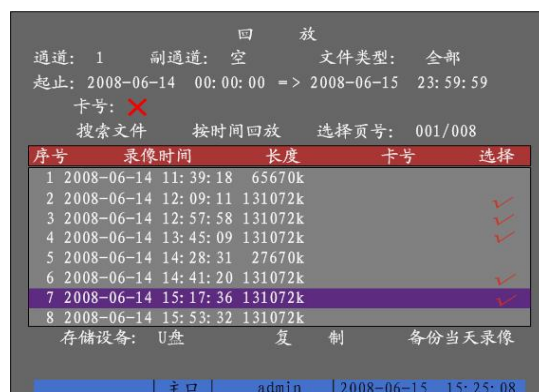 回 放
通道: 1 副通道: 空 文件类型: 全部
起止: 2008-06-14 00:00:00 => 2008-06-15 23:59:59
卡号:
搜索文件 按时间回放 选择页号: 001/008
序号 录像时间 长度 卡号 选择
1 2008-06-14 11:39:18 65670k
2 2008-06-14 12:09:11 131072k
3 2008-06-14 12:57:58 131072k
4 2008-06-14 13:45:09 131072k
5 2008-06-14 14:28:31 27670k
6 2008-06-14 14:41:20 131072k
7 2008-06-14 15:17:36 131072k
8 2008-06-14 15:53:32 131072k
存储设备: U盘 复 制 备份当天录像
主口 admin 2008-06-15 15:25:08